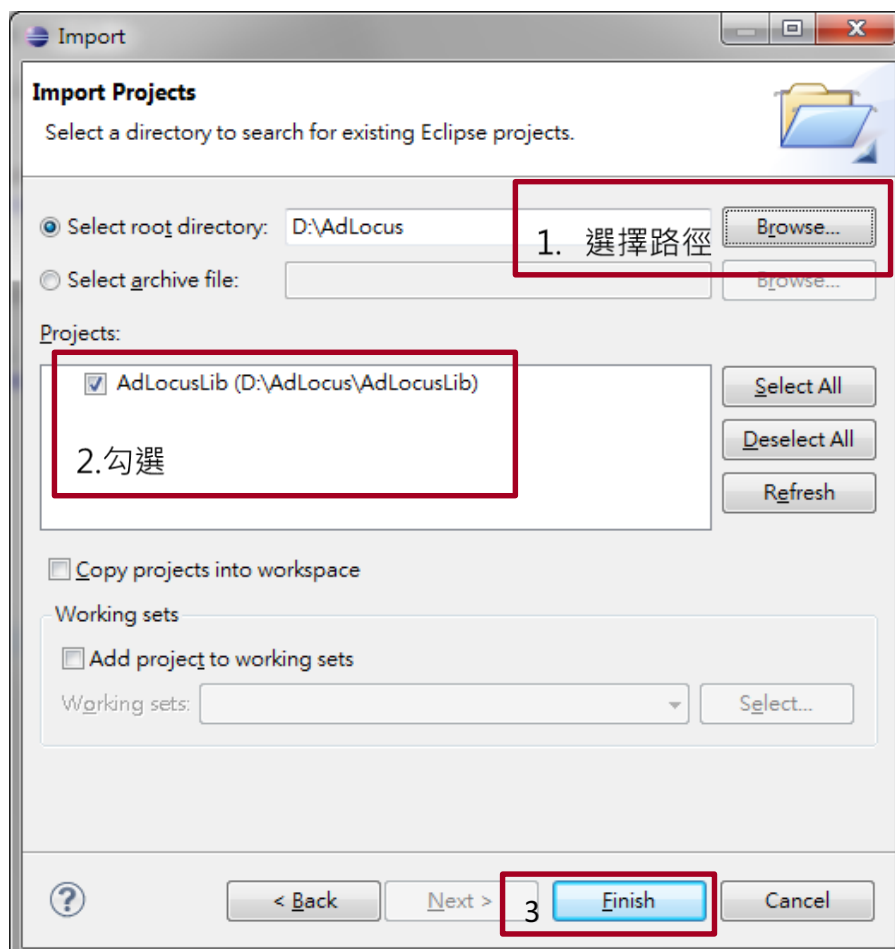 Import
Import Projects
Select a directory to search for existing Eclipse projects.
Select root directory: D:\AdLocus 1. 選擇路徑 Browse...
Select archive file: Browse...
Projects:
AdLocusLib (D:\AdLocus\AdLocusLib) Select All
2.勾選 Deselect All
Refresh
Copy projects into workspace
Working sets
Add project to working sets
Working sets: Select...
? < Back Next > 3 Finish Cancel